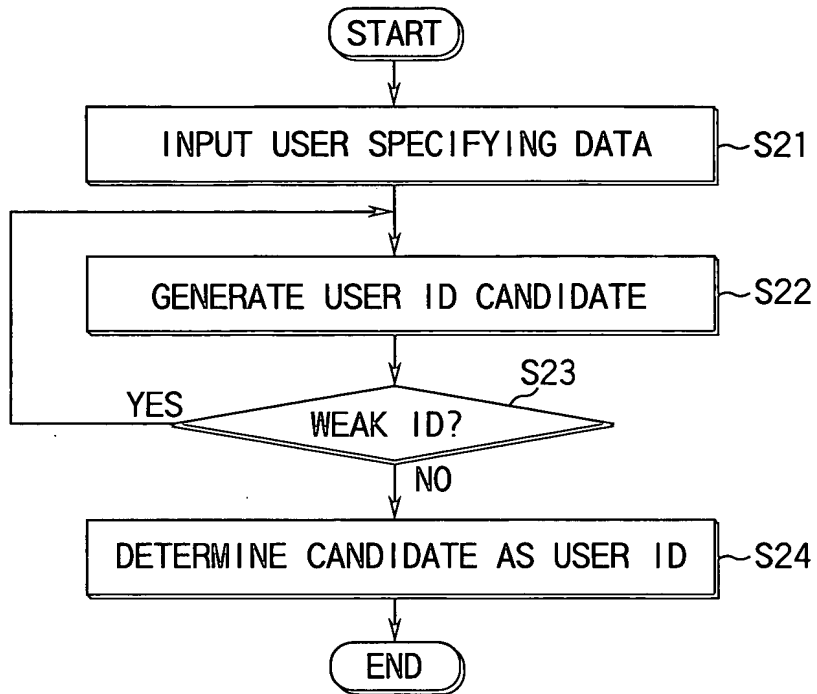 START
INPUT USER SPECIFYING DATA
S21
GENERATE USER ID CANDIDATE
S22
S23
YES
WEAK ID?
NO
DETERMINE CANDIDATE AS USER ID
S24
END